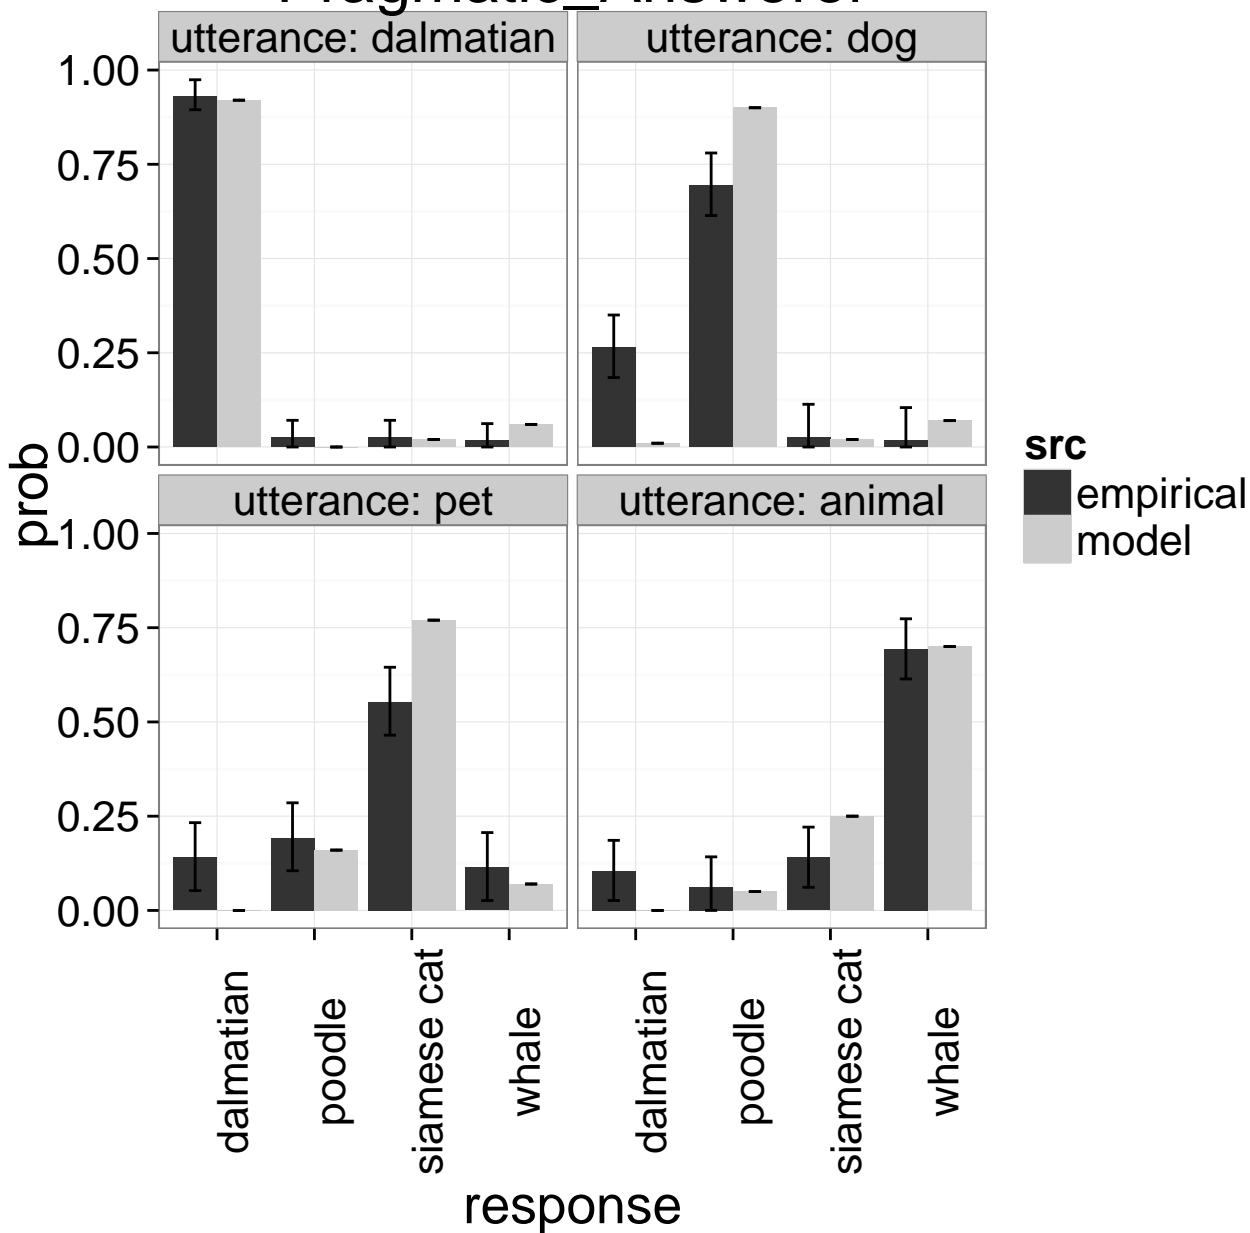 Pragmatic_Answerer
utterance: dalmatian
utterance: dog
1.00
0.75
0.50
0.25
0.00
utterance: pet
utterance: animal
1.00
0.75
0.50
0.25
0.00
prob
dalmatian
poodle
siamese cat
whale
dalmatian
poodle
siamese cat
whale
response
src
empirical
model